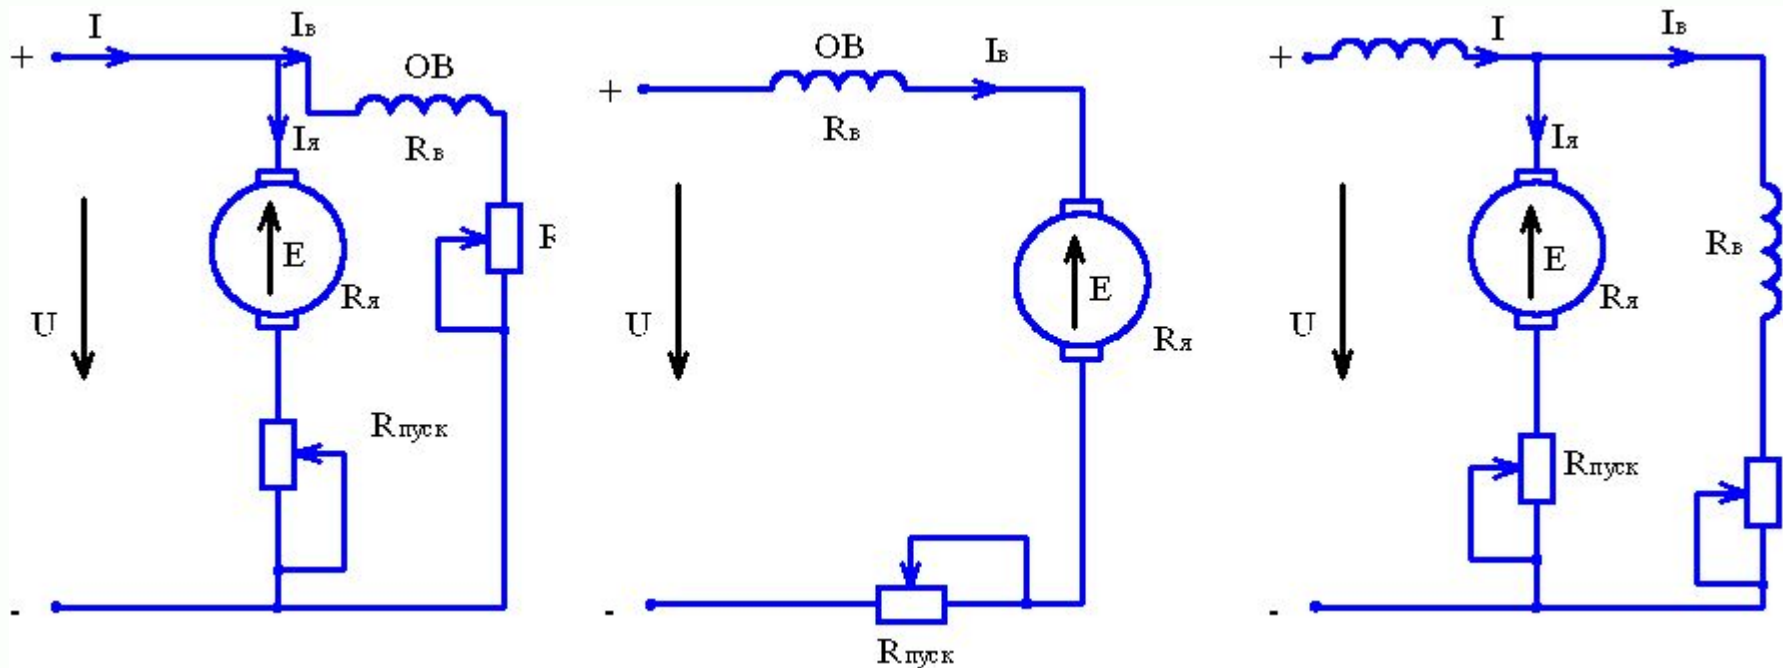 I
Iв
+
ОВ
Iя
Rв
R
E
Rя
U
Rпуск
-
ОВ
Iв
+
Rв
E
U
Rя
-
Rпуск
I
Iв
+
Iя
Rв
E
Rя
U
Rпуск
-